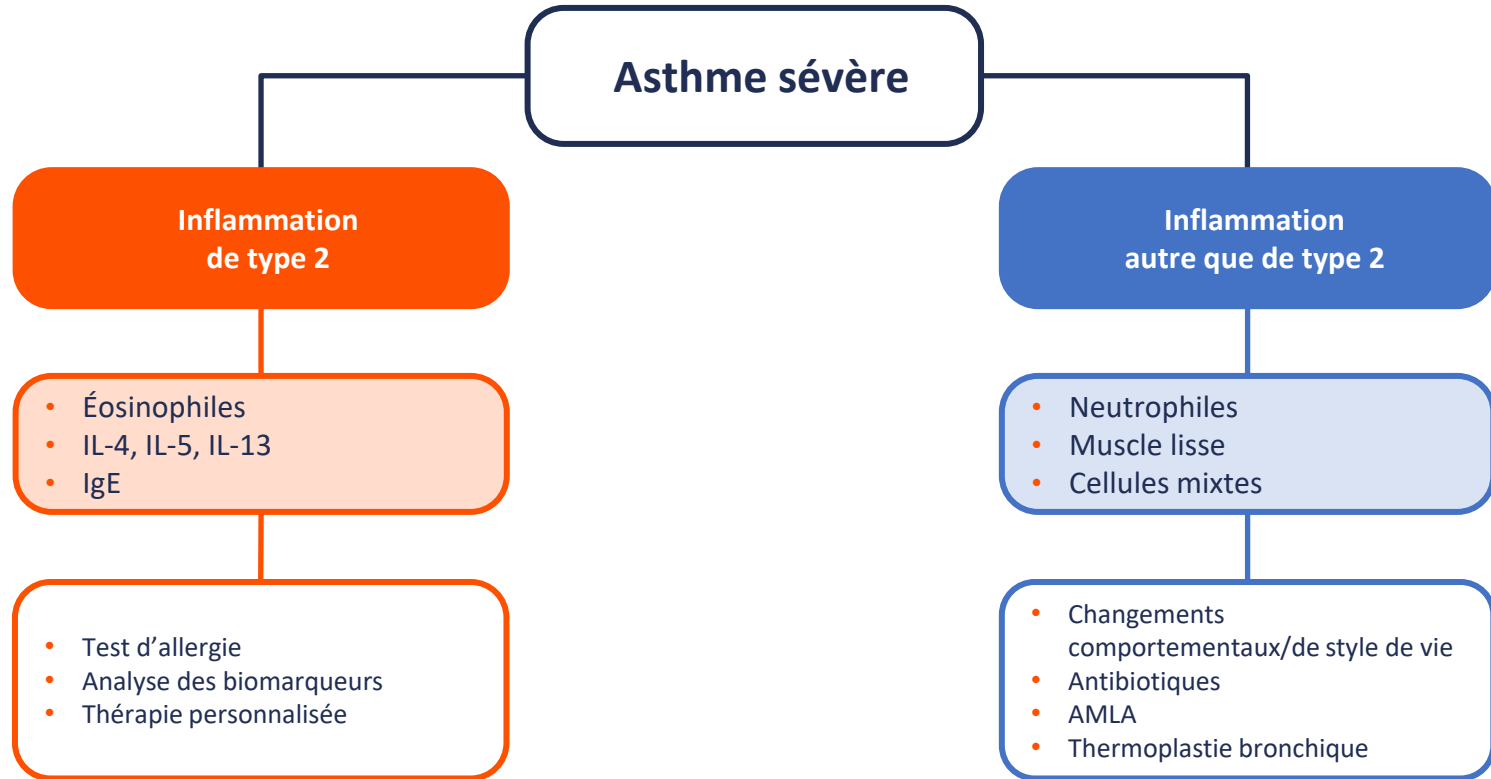 Asthme sévère
Inflammation
de type 2
Inflammation
autre que de type 2
• Éosinophiles
• IL-4, IL-5, IL-13
• IgE
• Neutrophiles
• Muscle lisse
• Cellules mixtes
• Test d’allergie
• Analyse des biomarqueurs
• Thérapie personnalisée
• Changements
comportementaux/de style de vie
• Antibiotiques
• AMLA
• Thermoplastie bronchique